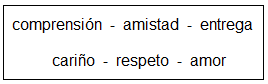 comprensión - amistad - entrega
cariño - respeto - amor